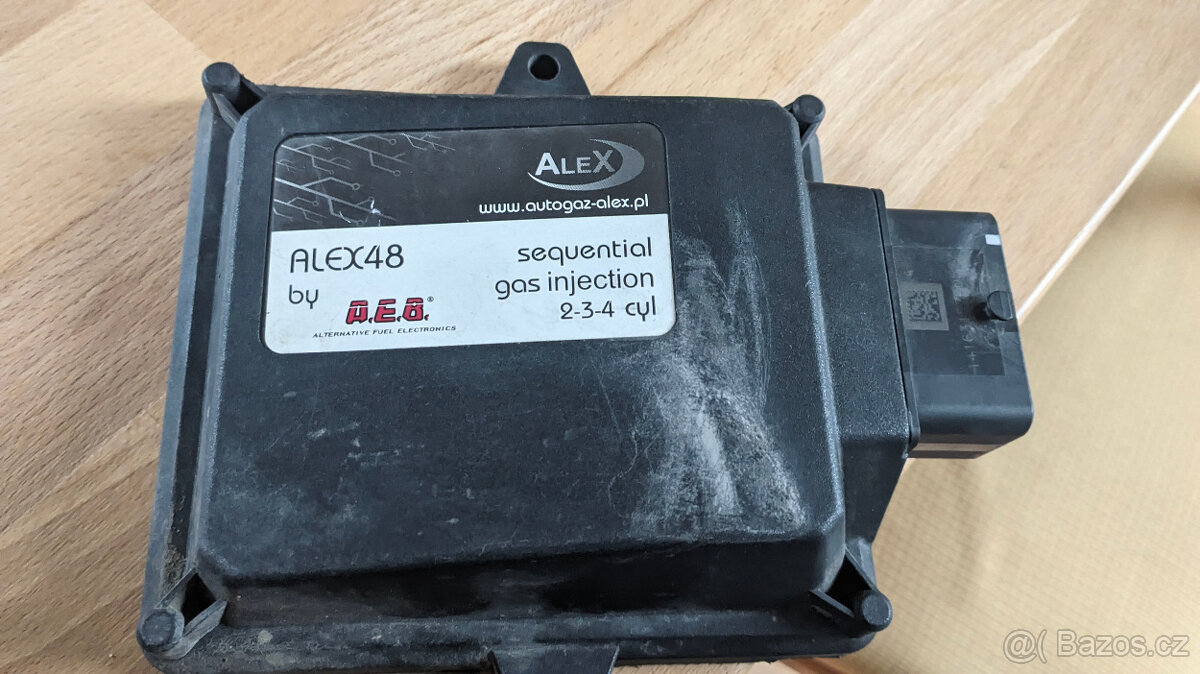 ALEX
www.autogaz-alex.pl
ALEX48
by A.E.B.®
ALTERNATIVE FUEL ELECTRONICS
sequential
gas injection
2-3-4 cyl
@( Bazos.cz